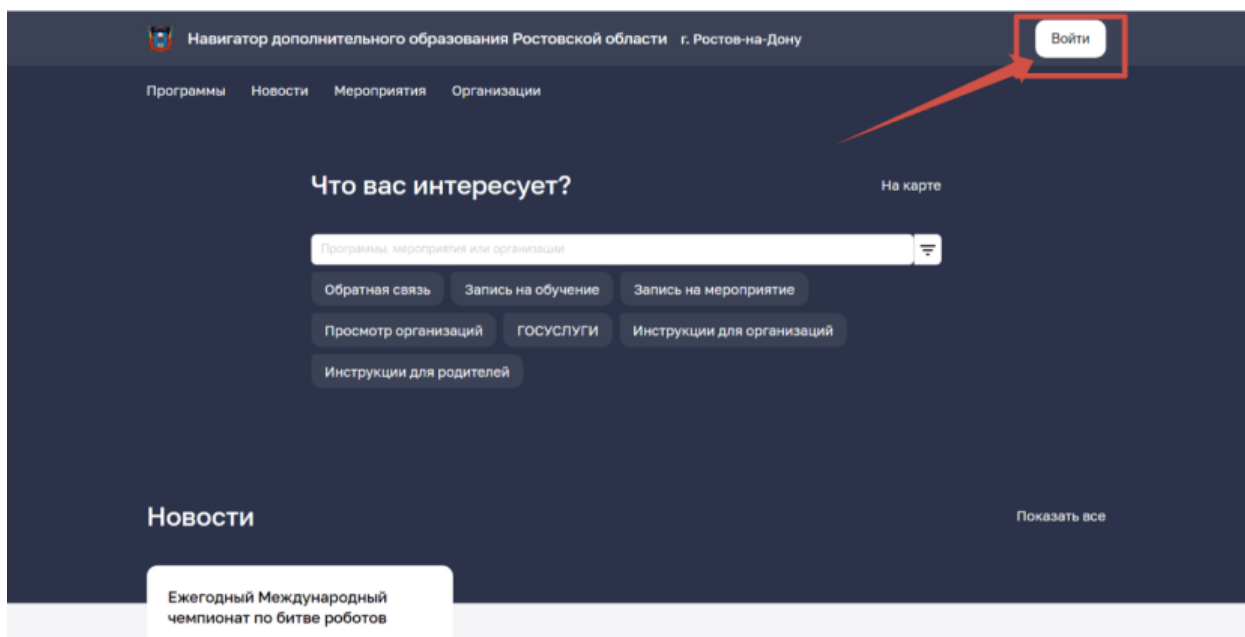 Навигатор дополнительного образования Ростовской области г. Ростов-на-Дону Войти
Программы Новости Мероприятия Организации
Что вас интересует? На карте
Программы, мероприятия или организации
Обратная связь Запись на обучение Запись на мероприятие
Просмотр организаций ГОСУСЛУГИ Инструкции для организаций
Инструкции для родителей
Новости Показать все
Ежегодный Международный
чемпионат по битве роботов